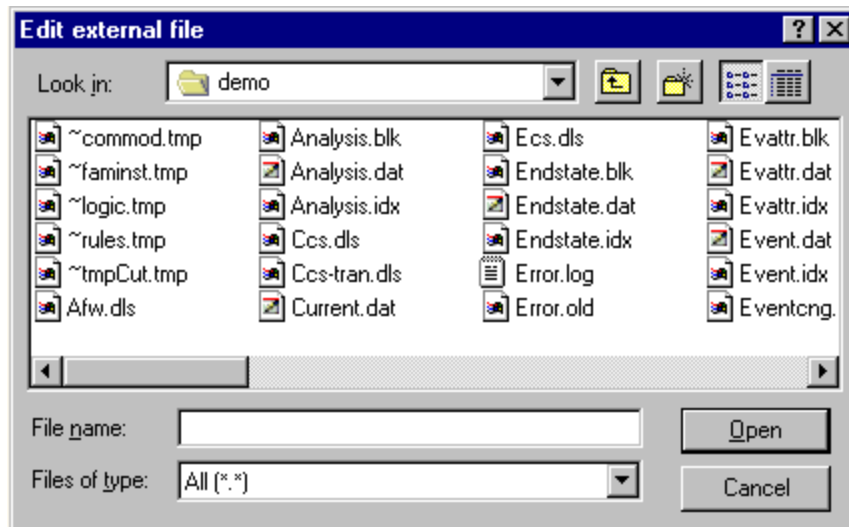 Edit external file
Look in: demo
~commod.tmp Analysis.blk Ecs.dls Evattr.blk
~faminst.tmp Analysis.dat Endstate.blk Evattr.dat
~logic.tmp Analysis.idx Endstate.dat Evattr.idx
~rules.tmp Ccs.dls Endstate.idx Event.dat
~tmpCut.tmp Ccs-tran.dls Error.log Event.idx
Afw.dls Current.dat Error.old Eventcng.
File name: Open
Files of type: All (*.*) Cancel